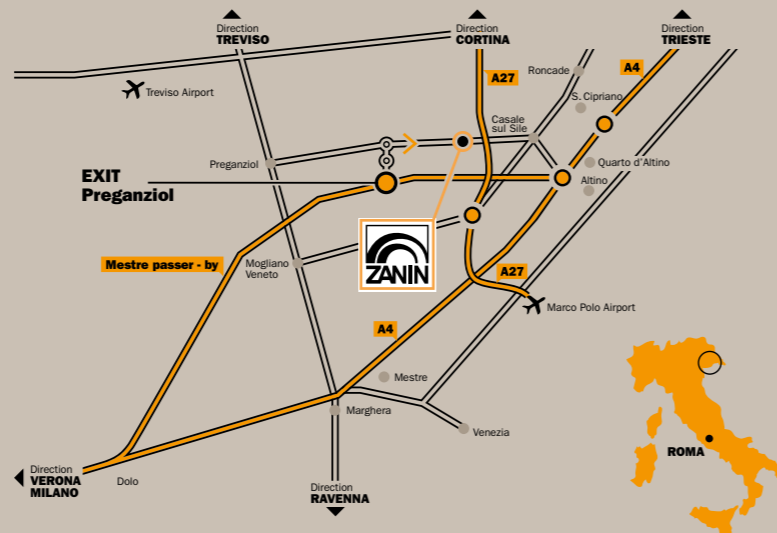 Direction
TREVISO
Direction
CORTINA
Direction
TRIESTE
A27
Roncade
A4
Treviso Airport
S. Cipriano
Casale
sul Sile
Preganziol
Quarto d'Altino
EXIT
Preganziol
Altino
ZANIN
Mestre passer - by
Mogliano
Veneto
A27
Marco Polo Airport
A4
Mestre
Marghera
Venezia
ROMA
Direction
VERONA
MILANO
Dolo
Direction
RAVENNA